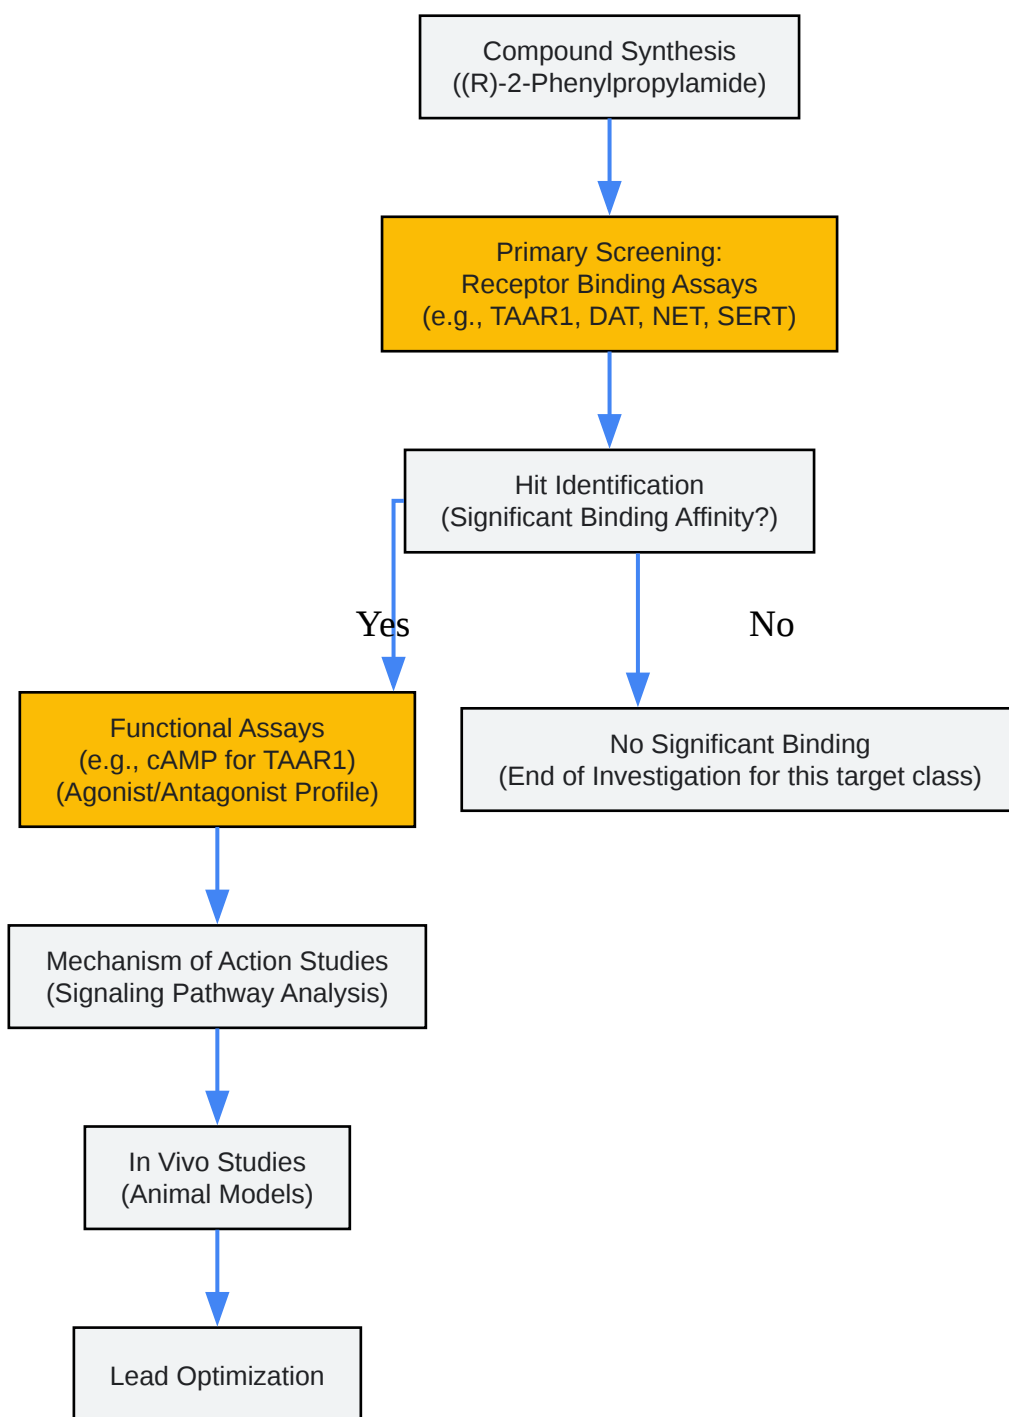 Compound Synthesis
((R)-2-Phenylpropylamide)
Primary Screening:
Receptor Binding Assays
(e.g., TAAR1, DAT, NET, SERT)
Hit Identification
(Significant Binding Affinity?)
Yes
No
Functional Assays
(e.g., cAMP for TAAR1)
(Agonist/Antagonist Profile)
No Significant Binding
(End of Investigation for this target class)
Mechanism of Action Studies
(Signaling Pathway Analysis)
In Vivo Studies
(Animal Models)
Lead Optimization